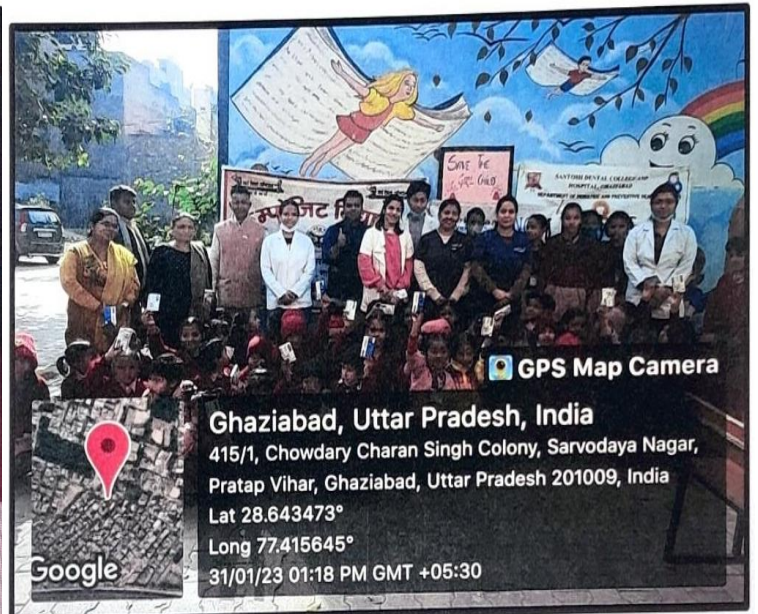 SAVE THE
GIRL CHILD
SANTOSH DENTAL COLLEGE AND
HOSPITAL, GHAZIABAD
GPS Map Camera
Ghaziabad, Uttar Pradesh, India
415/1, Chowdary Charan Singh Colony, Sarvodaya Nagar,
Pratap Vihar, Ghaziabad, Uttar Pradesh 201009, India
Lat 28.643473°
Long 77.415645°
31/01/23 01:18 PM GMT +05:30
Google